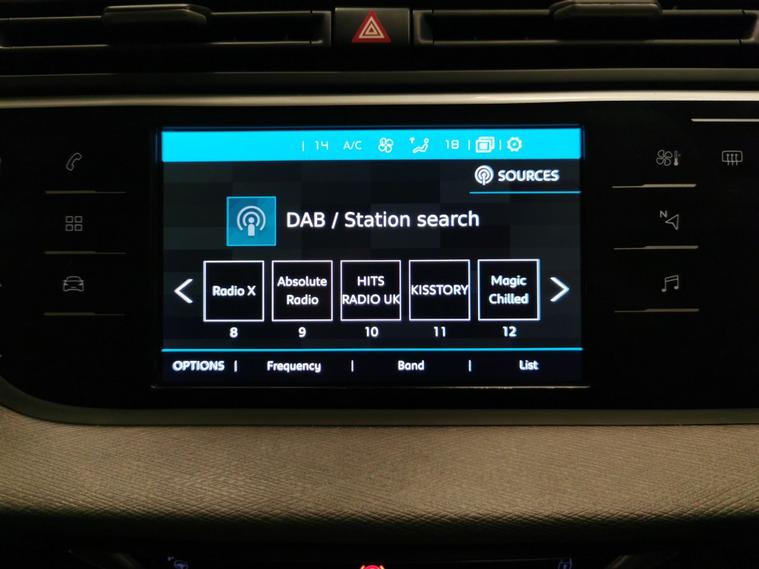 14 A/C 18
SOURCES
DAB / Station search
Radio X
Absolute
Radio
HITS
RADIO UK
KISSTORY
Magic
Chilled
8 9 10 11 12
OPTIONS | Frequency | Band | List
N